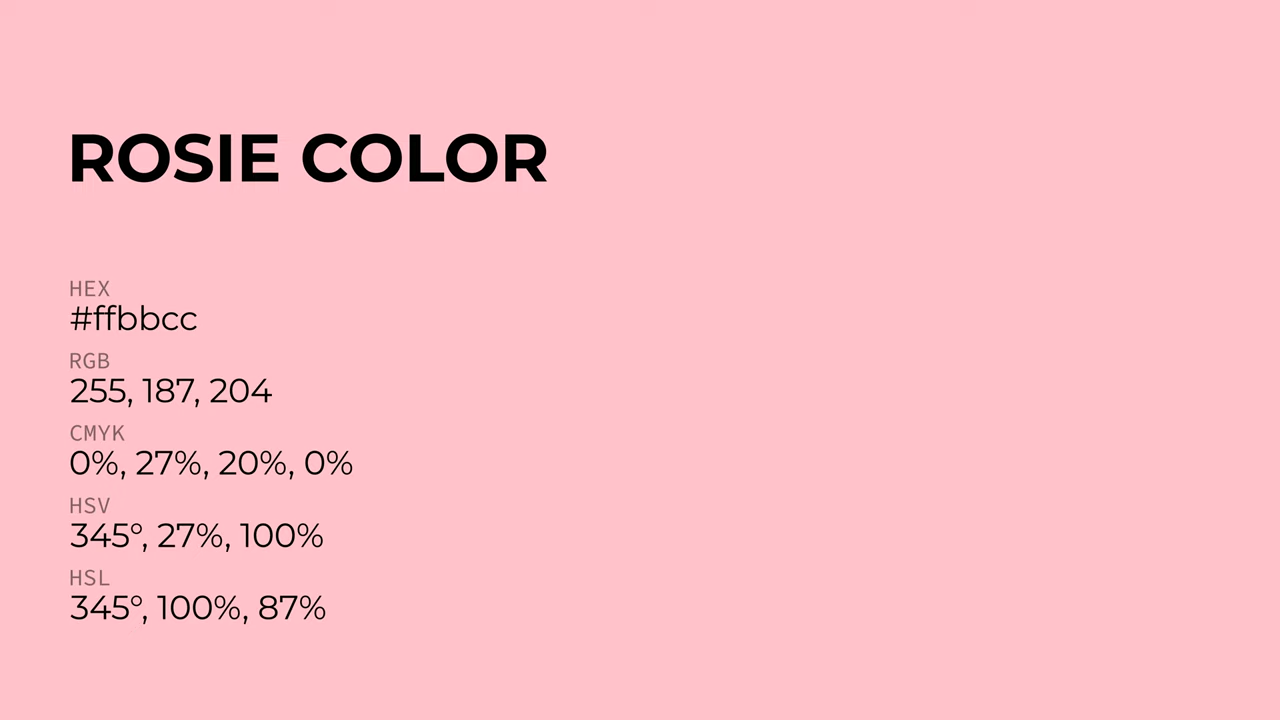 ROSIE COLOR
HEX
#ffbbcc
RGB
255, 187, 204
CMYK
0%, 27%, 20%, 0%
HSV
345°, 27%, 100%
HSL
345°, 100%, 87%